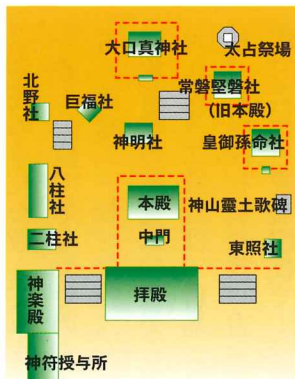 大口真神社
太占祭場
北野社
巨福社
常磐堅磐社
(旧本殿)
神明社
皇御孫命社
八柱社
本殿
神山霊土歌碑
二柱社
中門
東照社
神楽殿
拝殿
神符授与所